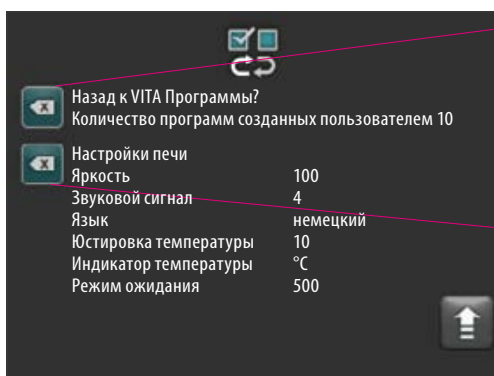 Назад к VITA Программы?
Количество программ созданных пользователем 10
Настройки печи
Яркость 100
Звуковой сигнал 4
Язык немецкий
Юстировка температуры 10
Индикатор температуры °C
Режим ожидания 500